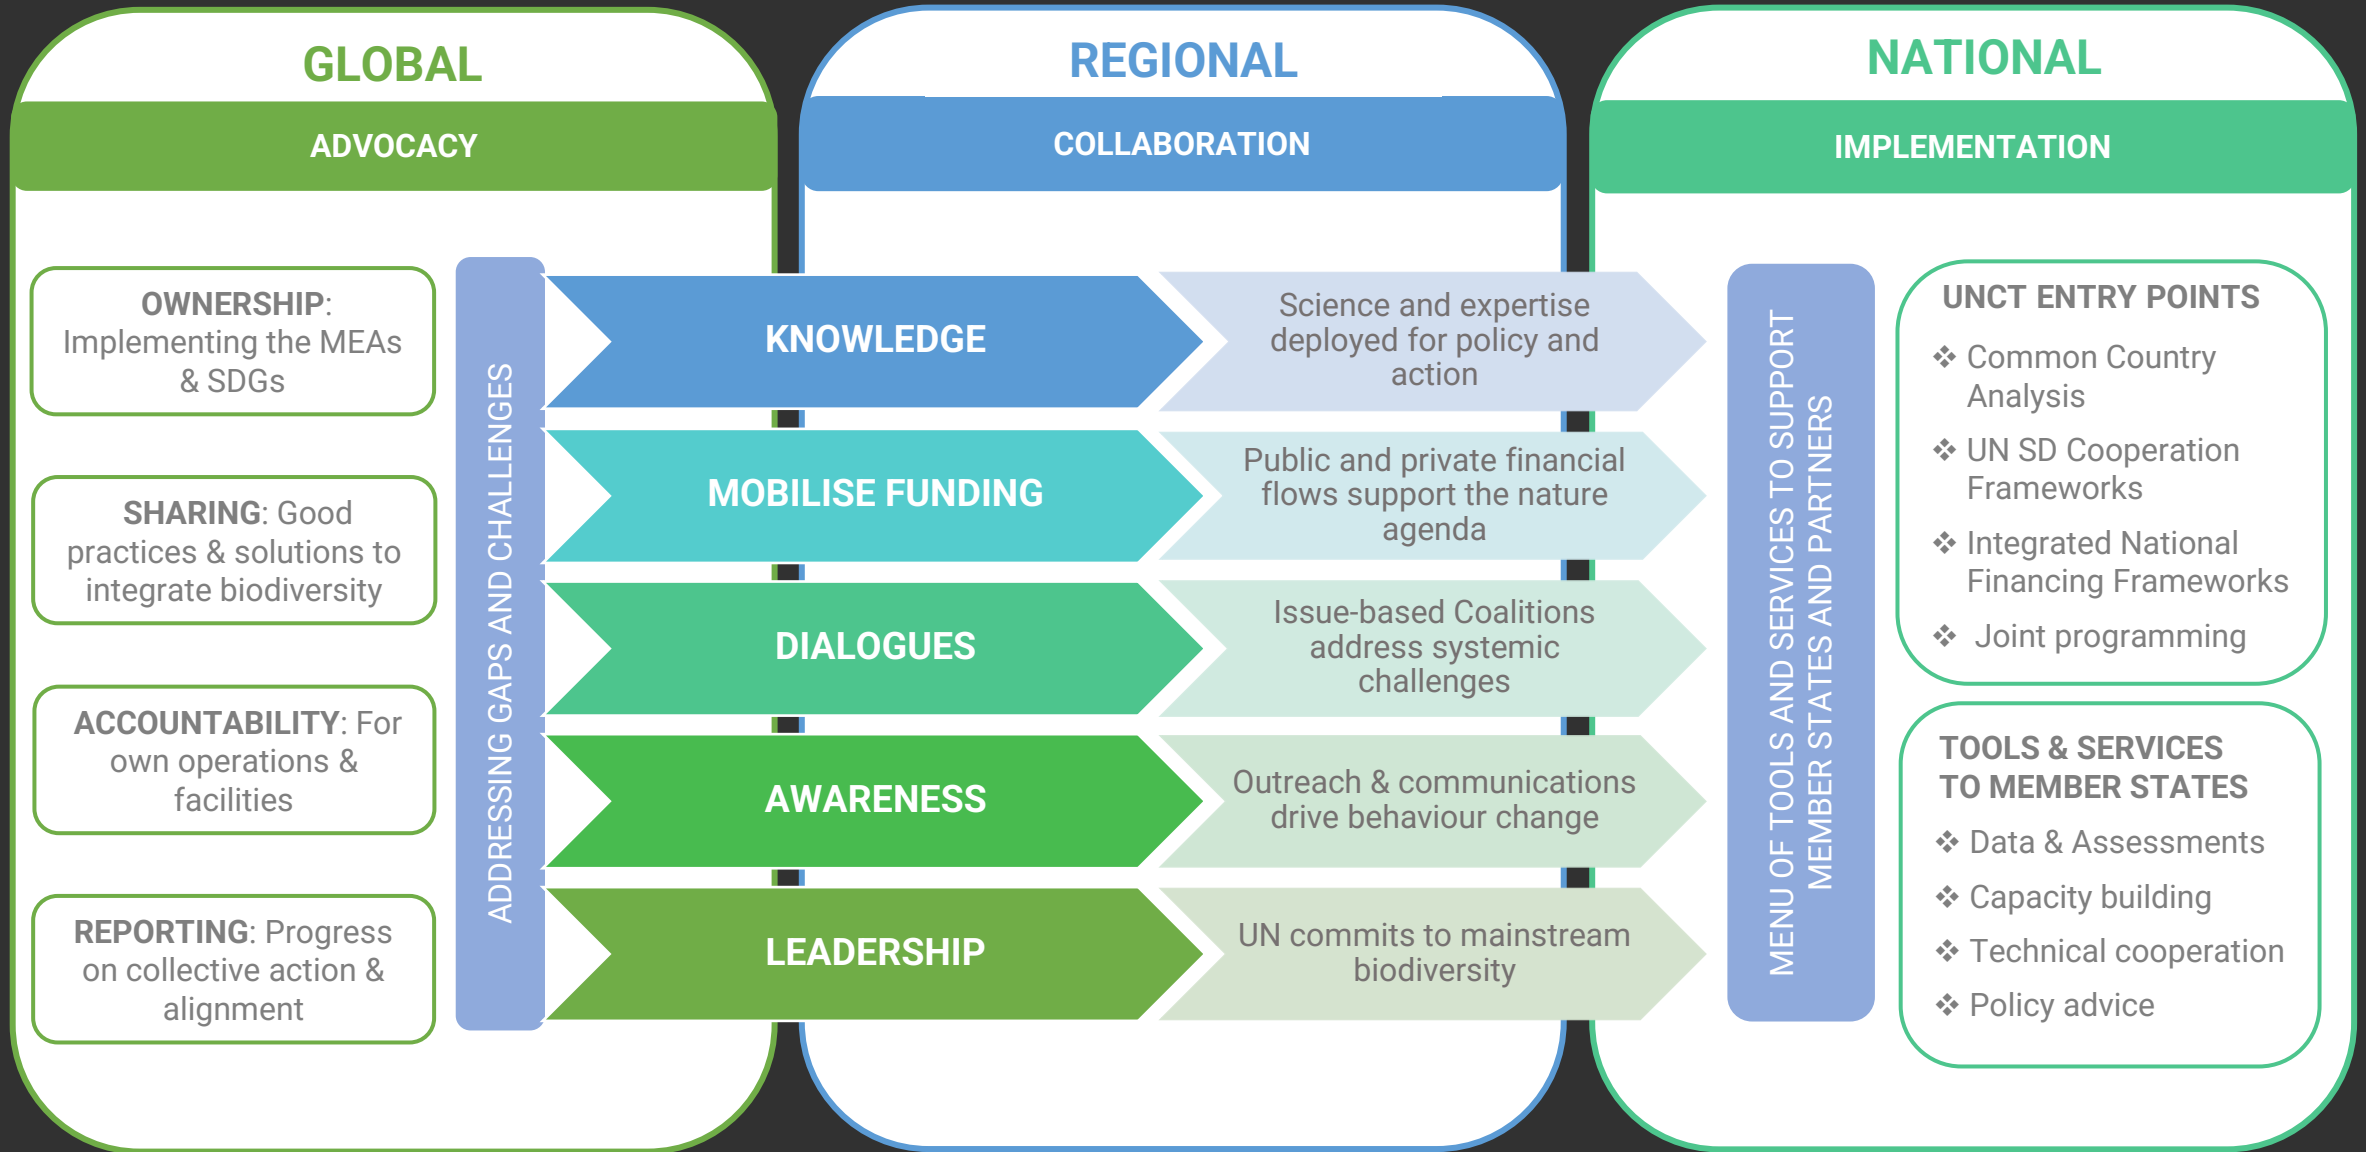 GLOBAL
ADVOCACY
OWNERSHIP:
Implementing the MEAs
& SDGs
SHARING: Good
practices & solutions to
integrate biodiversity
ACCOUNTABILITY: For
own operations &
facilities
REPORTING: Progress
on collective action &
alignment
ADDRESSING GAPS AND CHALLENGES
REGIONAL
COLLABORATION
KNOWLEDGE
Science and expertise
deployed for policy and
action
MOBILISE FUNDING
Public and private financial
flows support the nature
agenda
DIALOGUES
Issue-based Coalitions
address systemic
challenges
AWARENESS
Outreach & communications
drive behaviour change
LEADERSHIP
UN commits to mainstream
biodiversity
NATIONAL
IMPLEMENTATION
MENU OF TOOLS AND SERVICES TO SUPPORT
MEMBER STATES AND PARTNERS
UNCT ENTRY POINTS
❖ Common Country
Analysis
❖ UN SD Cooperation
Frameworks
❖ Integrated National
Financing Frameworks
❖ Joint programming
TOOLS & SERVICES
TO MEMBER STATES
❖ Data & Assessments
❖ Capacity building
❖ Technical cooperation
❖ Policy advice